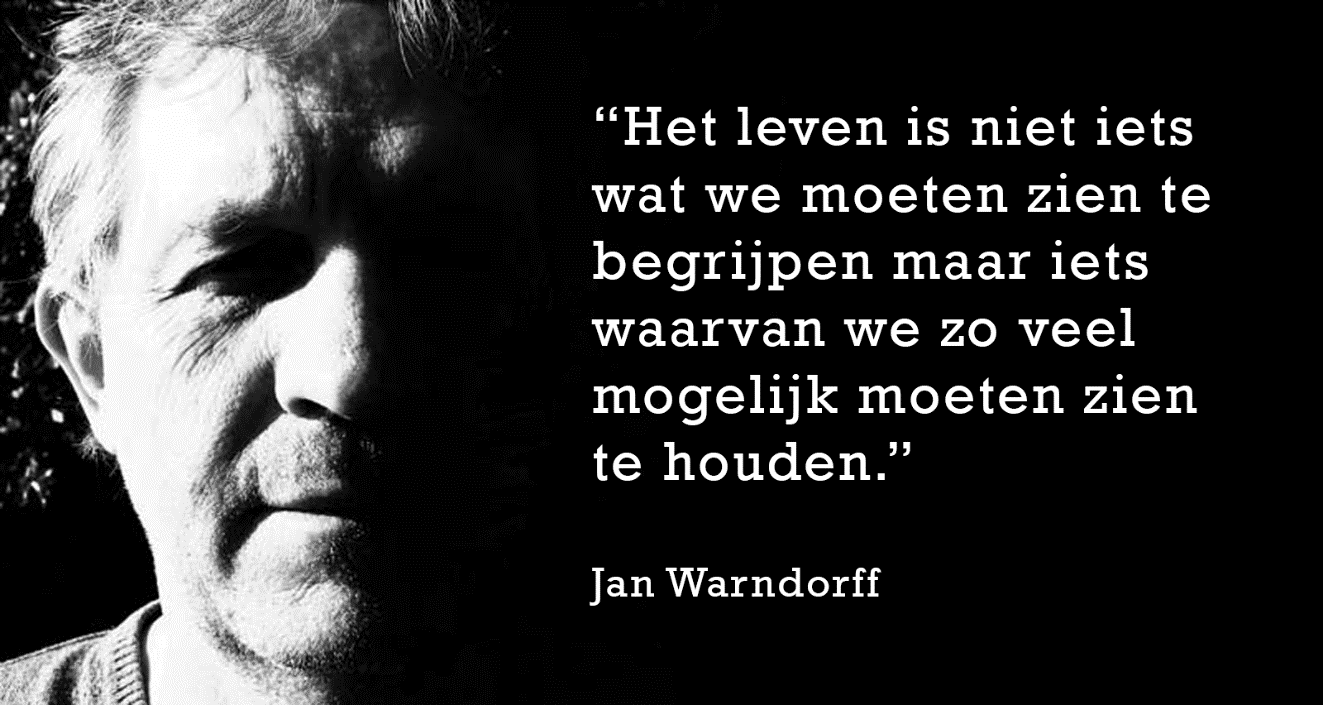 “Het leven is niet iets
wat we moeten zien te
begrijpen maar iets
waarvan we zo veel
mogelijk moeten zien
te houden.”
Jan Warndorff